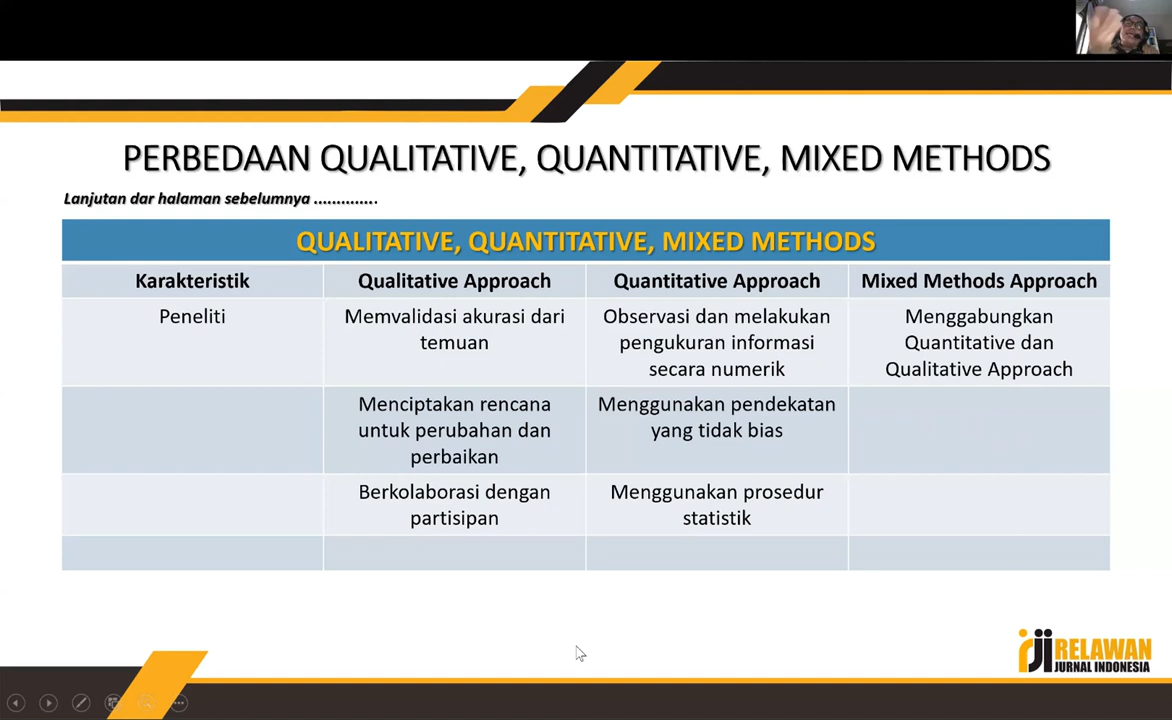 PERBEDAAN QUALITATIVE, QUANTITATIVE, MIXED METHODS
Lanjutan dar halaman sebelumnya .............
QUALITATIVE, QUANTITATIVE, MIXED METHODS
Karakteristik
Qualitative Approach
Quantitative Approach
Mixed Methods Approach
Peneliti
Memvalidasi akurasi dari
temuan
Observasi dan melakukan
pengukuran informasi
secara numerik
Menggabungkan
Quantitative dan
Qualitative Approach
Menciptakan rencana
untuk perubahan dan
perbaikan
Menggunakan pendekatan
yang tidak bias
Berkolaborasi dengan
partisipan
Menggunakan prosedur
statistik
rji RELAWAN
JURNAL INDONESIA